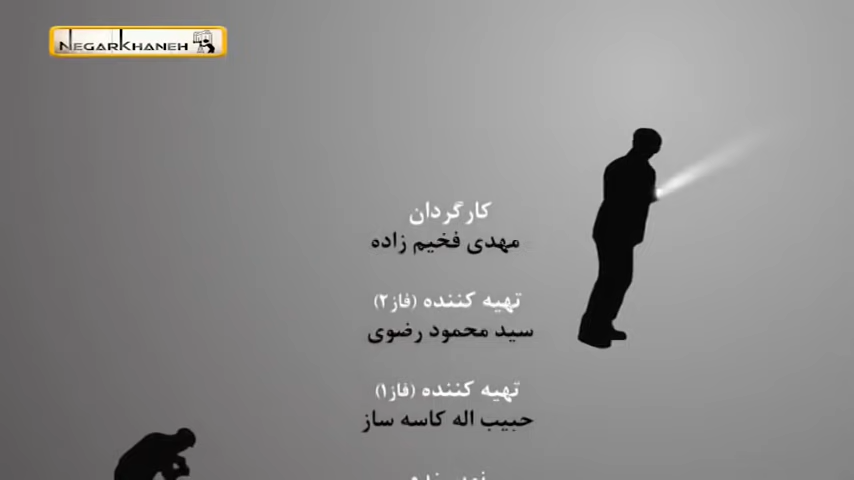 NEGARKHANEH
کارگردان
مهدی فخیم زاده
تهیه کننده (فاز۲)
سید محمود رضوی
تهیه کننده (فاز۱)
حبیب اله کاسه ساز